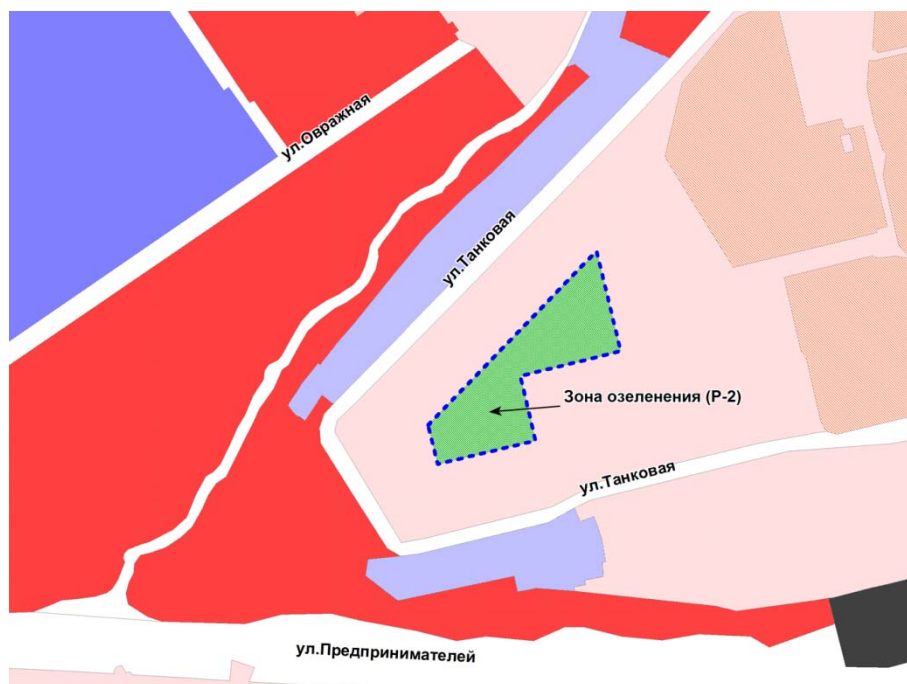 ул.Овражная
ул.Танковая
Зона озеленения (Р-2)
ул.Танковая
ул.Предпринимателей